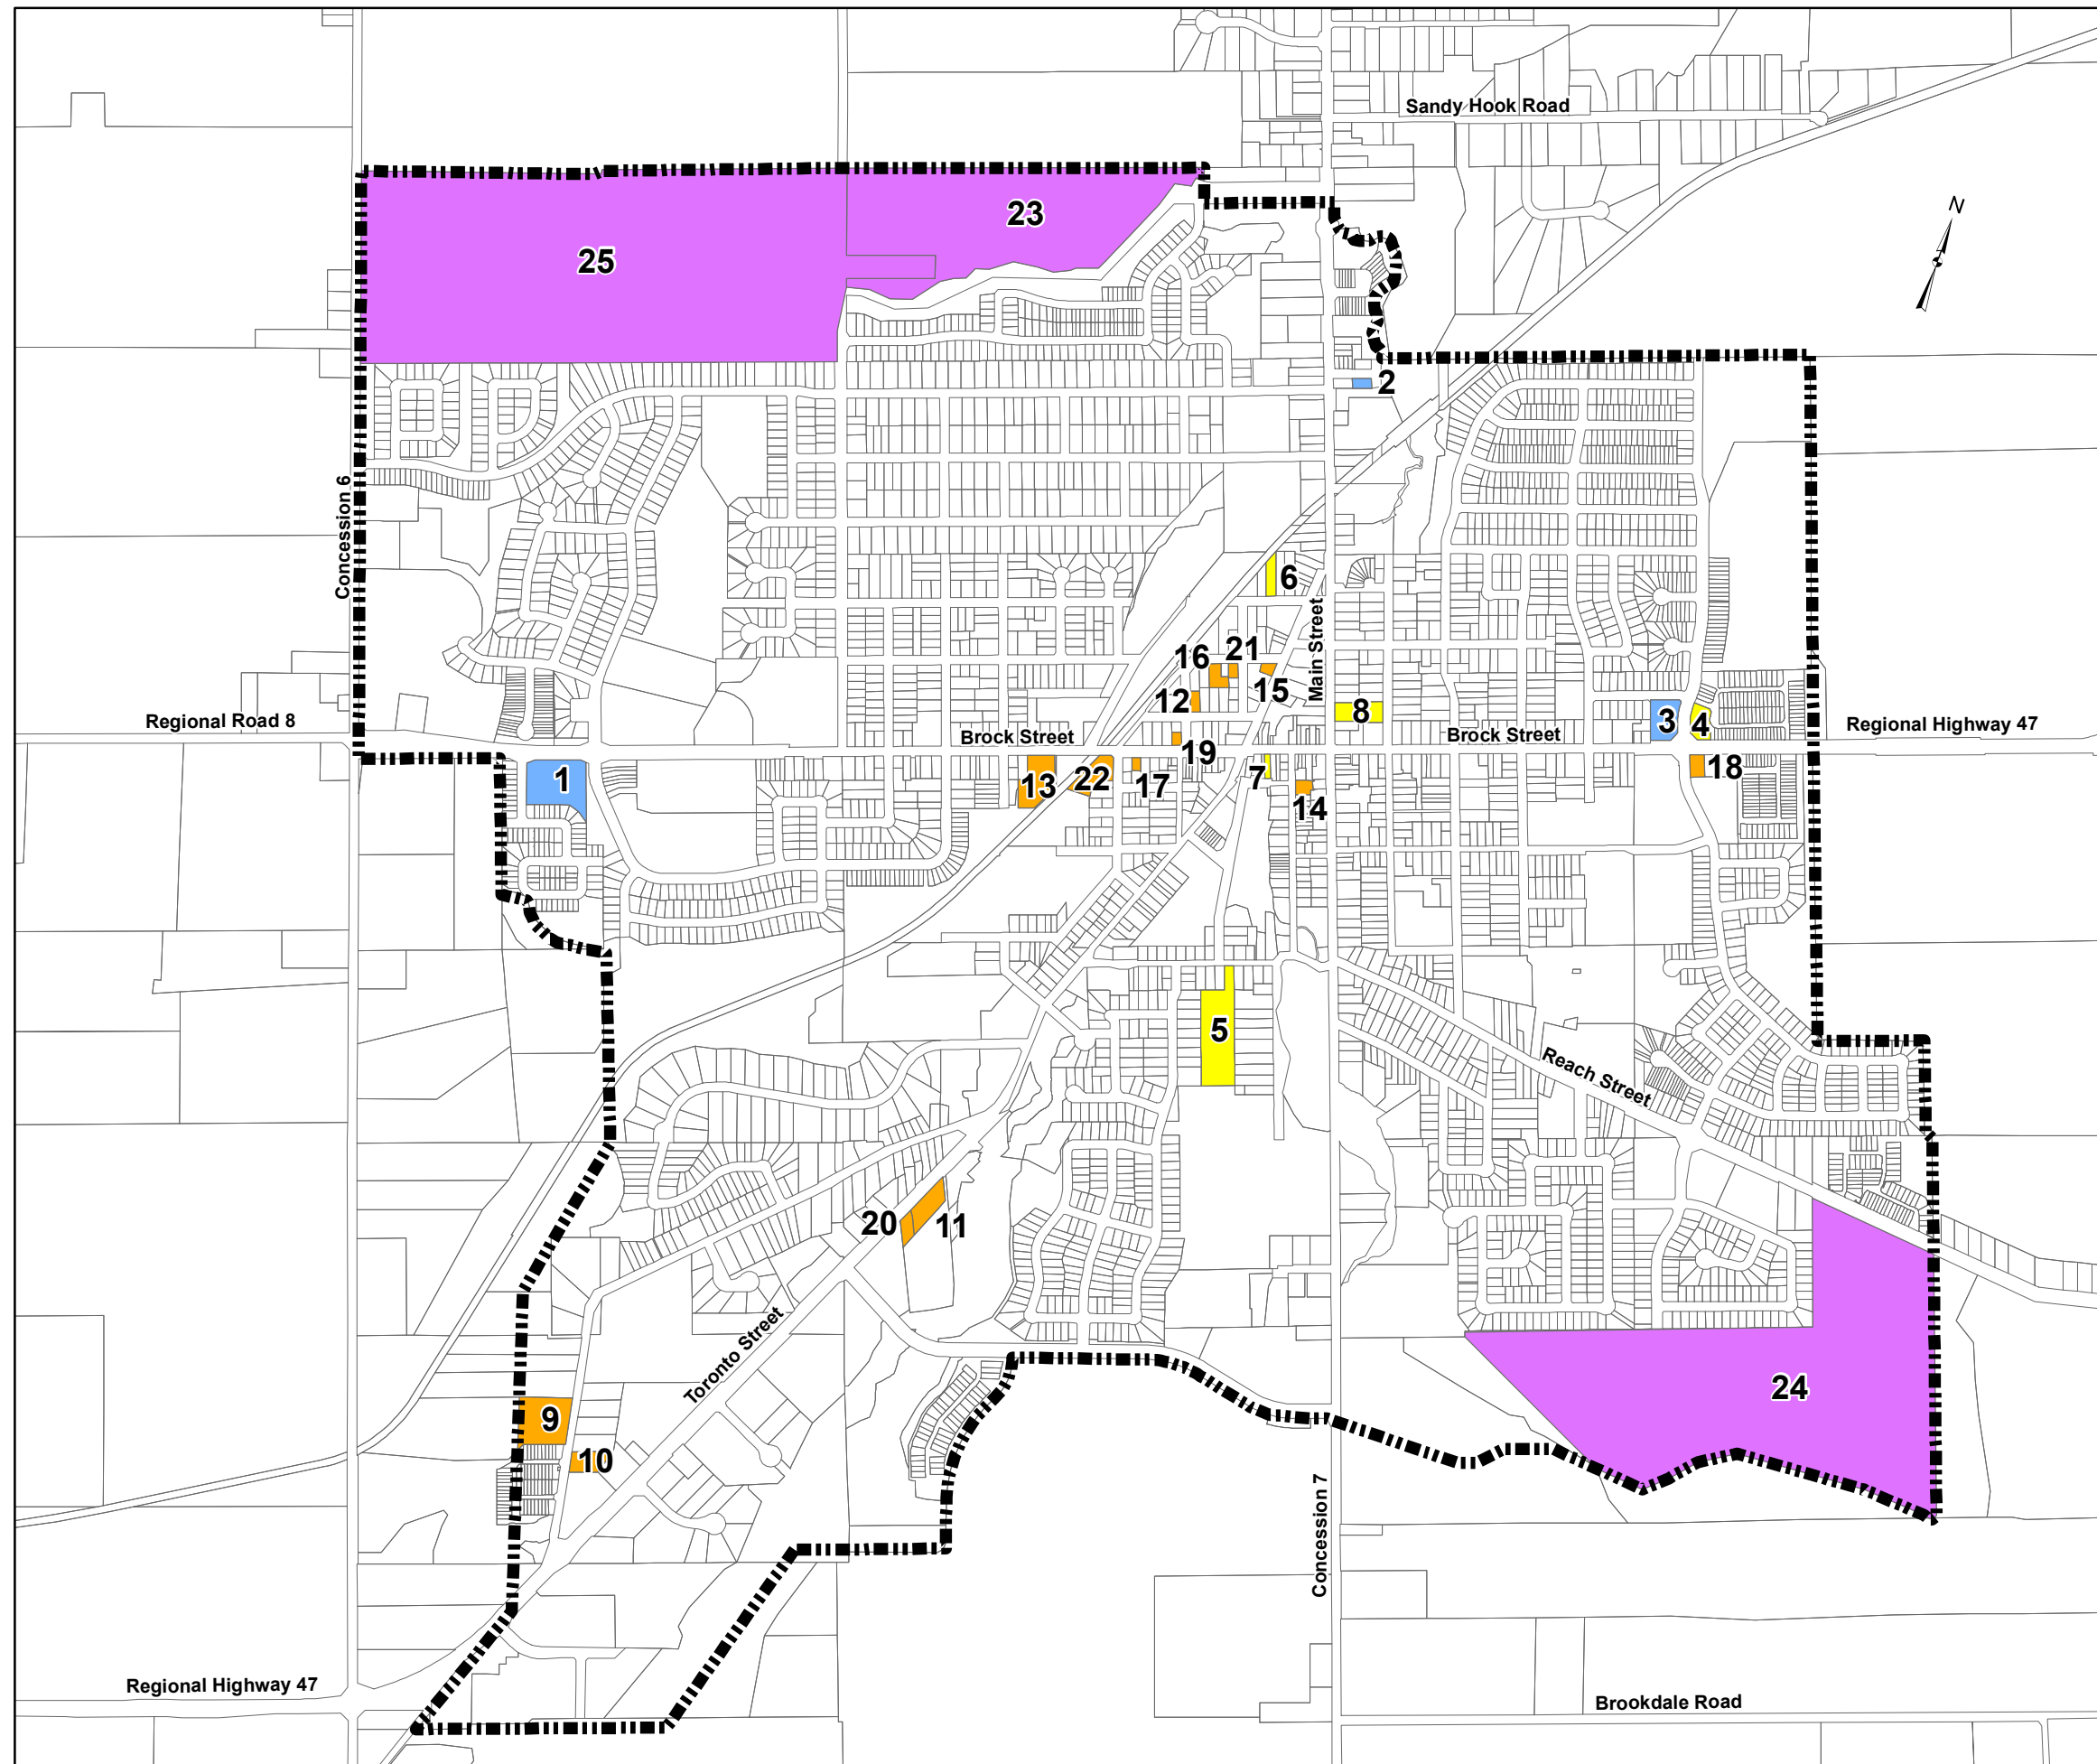 Sandy Hook Road
N
23
25
2
Concession 6
6
Main Street
21
16
15
12
8
3
4
Regional Road 8
Brock Street
Brock Street
Regional Highway 47
19
1
13
22
17
7
14
18
5
Reach Street
20
11
Toronto Street
24
9
10
Concession 7
Regional Highway 47
Brookdale Road